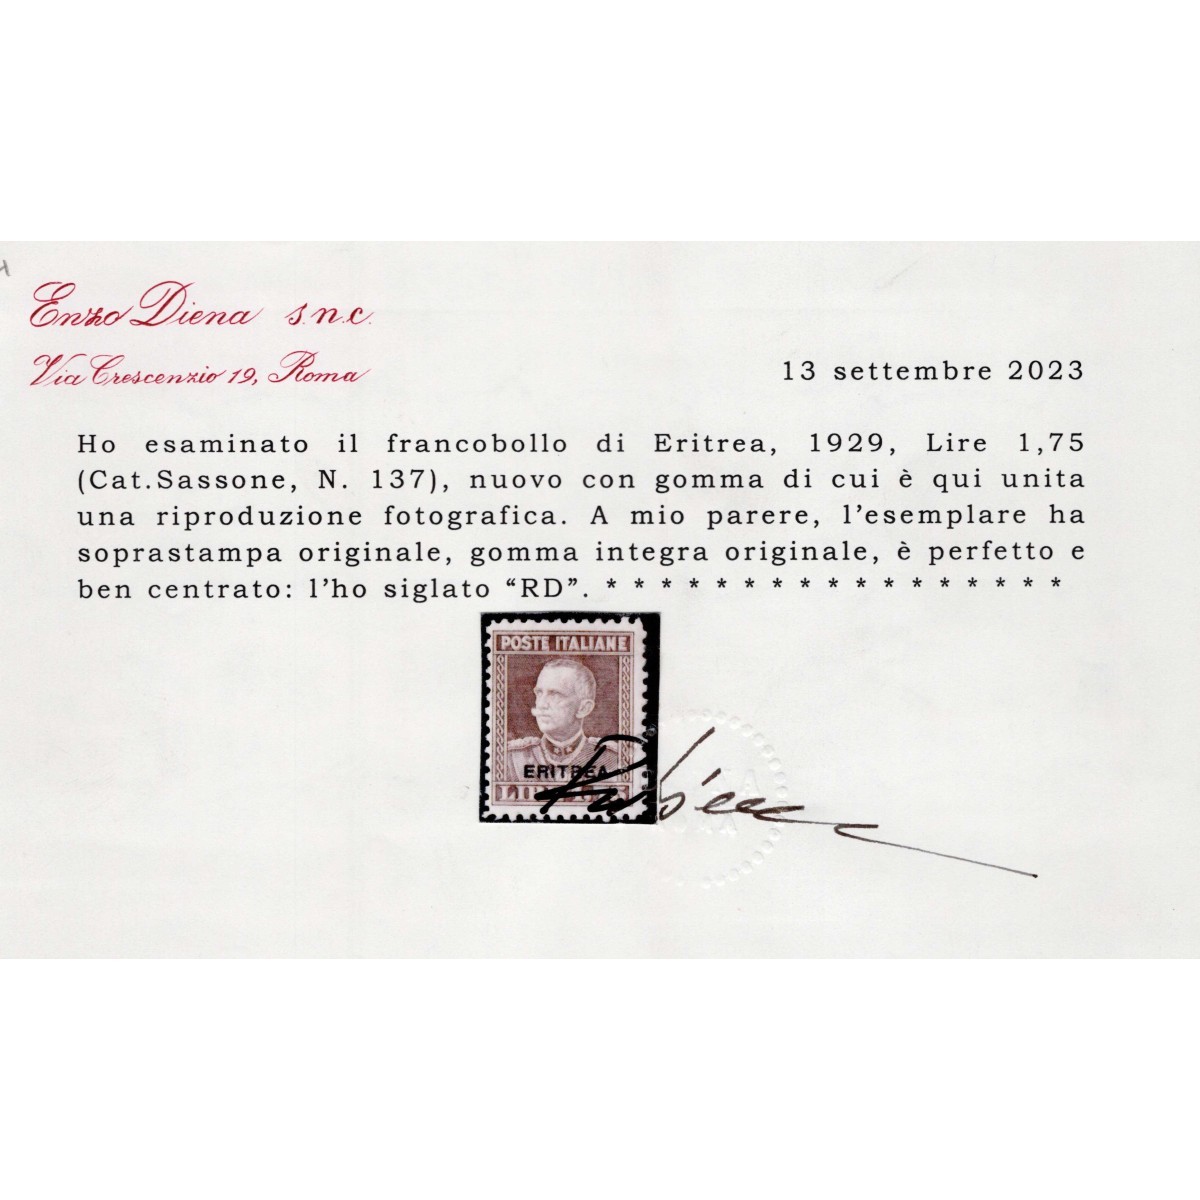 Enzo Diena s.n.c.
Via Crescenzio 19, Roma
13 settembre 2023
Ho esaminato il francobollo di Eritrea, 1929, Lire 1,75
(Cat.Sassone, N. 137), nuovo con gomma di cui è qui unita
una riproduzione fotografica. A mio parere, l'esemplare ha
soprastampa originale, gomma integra originale, è perfetto e
ben centrato: l'ho siglato “RD”. * * * * * * * * * * * * * * * * *
POSTE ITALIANE
ERITREA